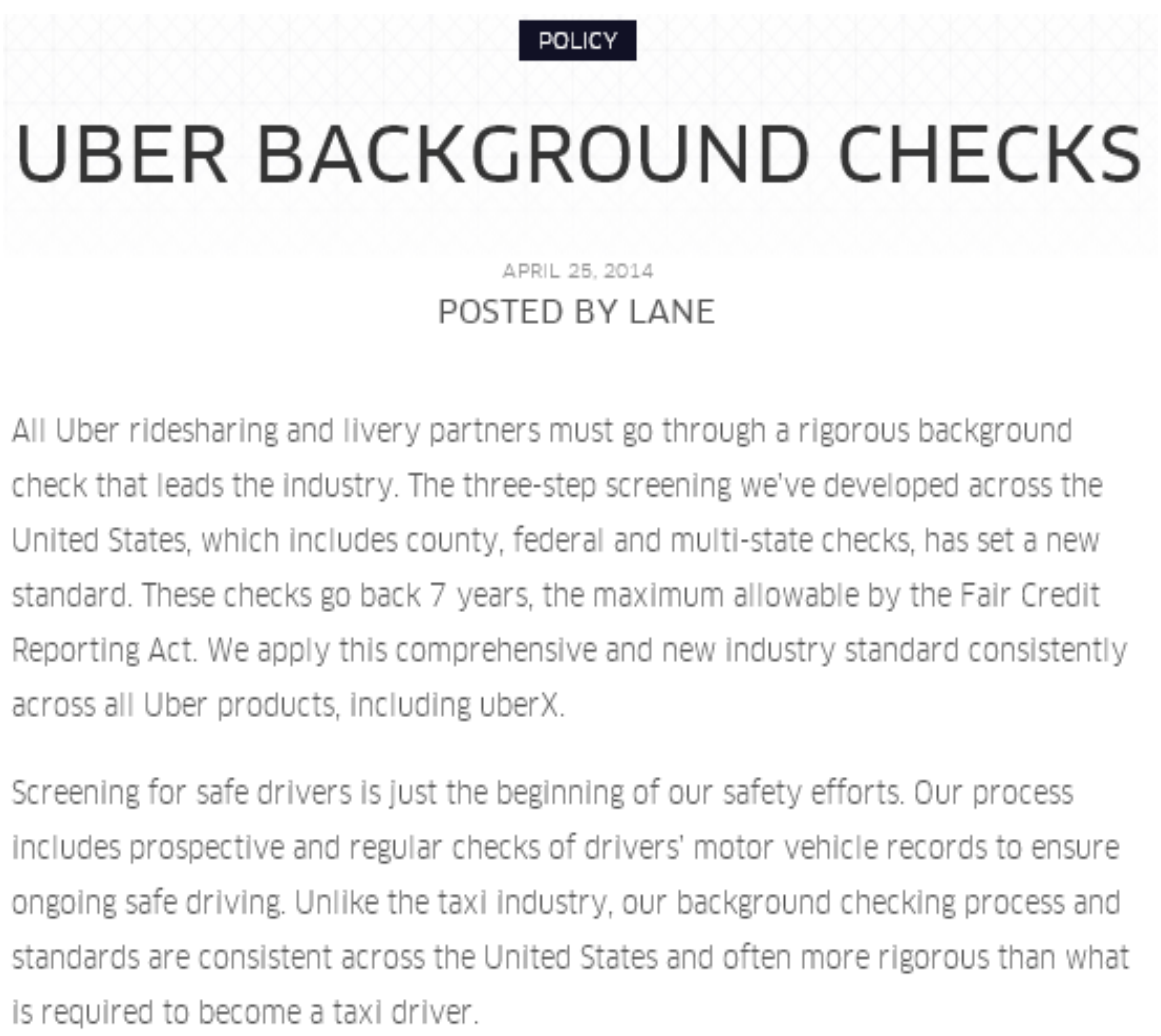 POLICY
UBER BACKGROUND CHECKS
APRIL 25, 2014
POSTED BY LANE
All Uber ridesharing and livery partners must go through a rigorous background
check that leads the industry. The three-step screening we've developed across the
United States, which includes county, federal and multi-state checks, has set a new
standard. These checks go back 7 years, the maximum allowable by the Fair Credit
Reporting Act. We apply this comprehensive and new industry standard consistently
across all Uber products, including uberX.
Screening for safe drivers is just the beginning of our safety efforts. Our process
includes prospective and regular checks of drivers' motor vehicle records to ensure
ongoing safe driving. Unlike the taxi industry, our background checking process and
standards are consistent across the United States and often more rigorous than what
is required to become a taxi driver.